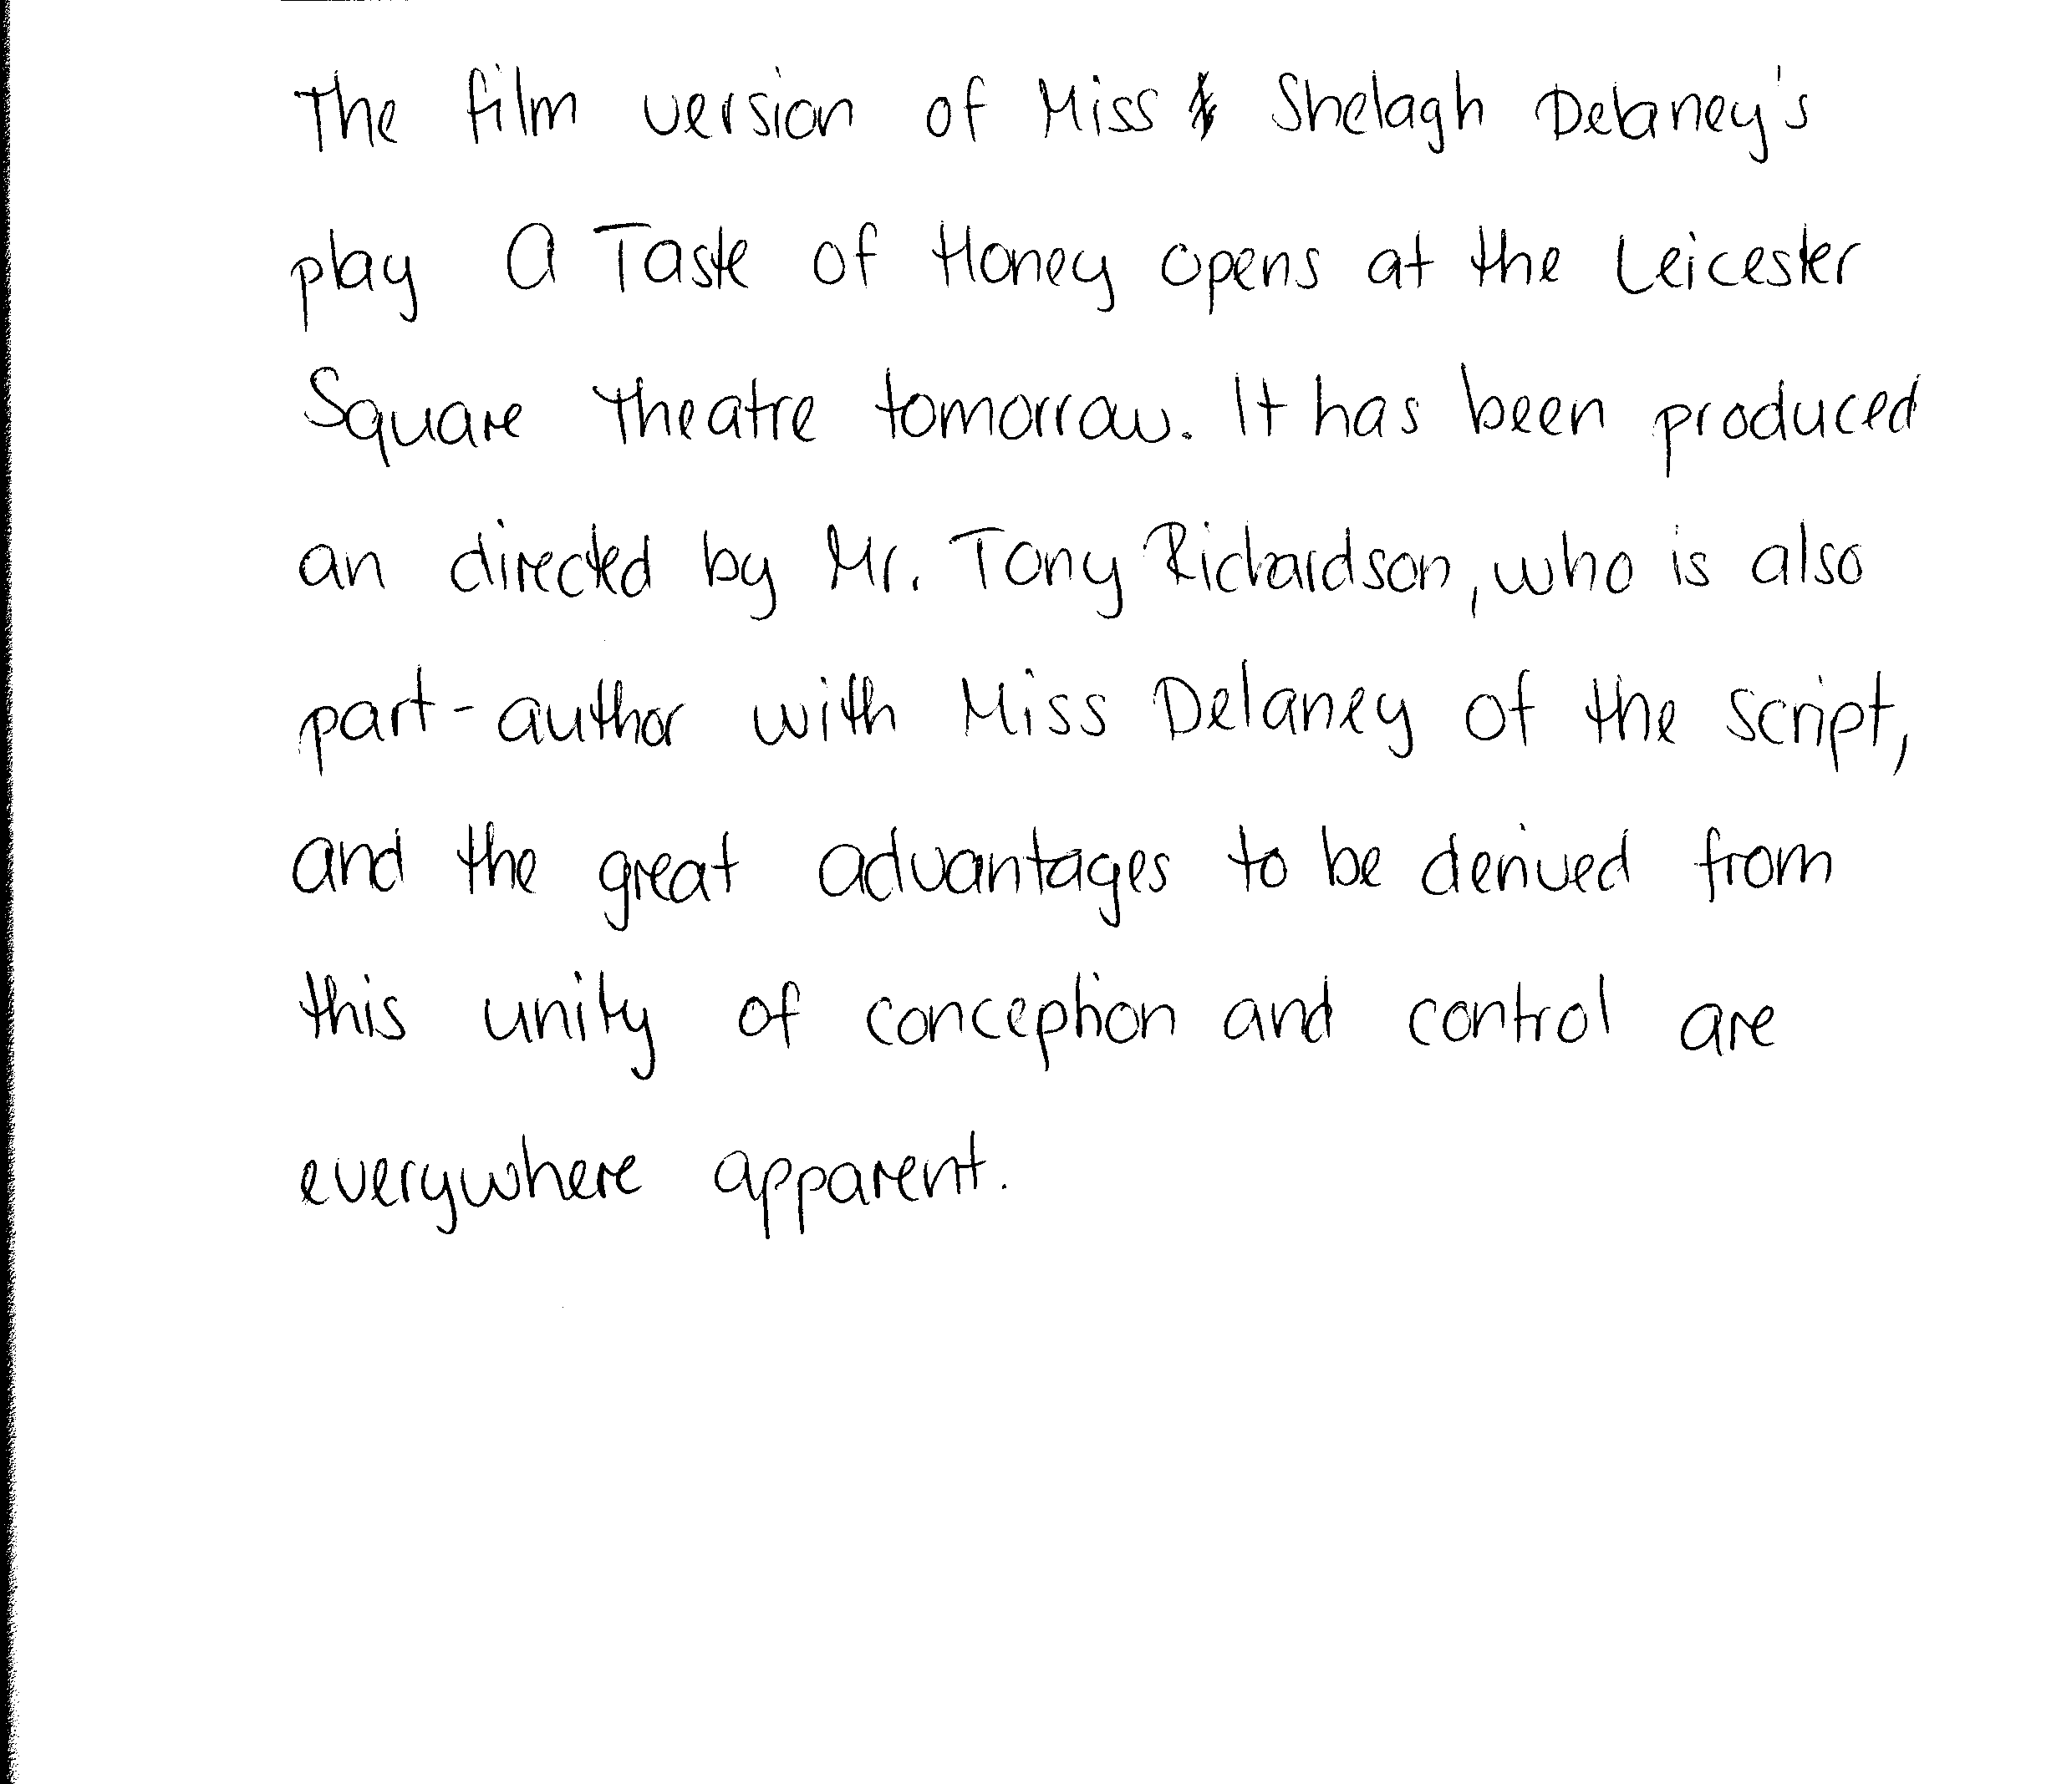 The film version of Miss Shelagh Delaney's
play A Taste of Honey opens at the Leicester
Square Theatre tomorrow. It has been produced
an directed by Mr. Tony Richardson, who is also
part-author with Miss Delaney of the script,
and the great advantages to be derived from
this unity of conception and control are
everywhere apparent.